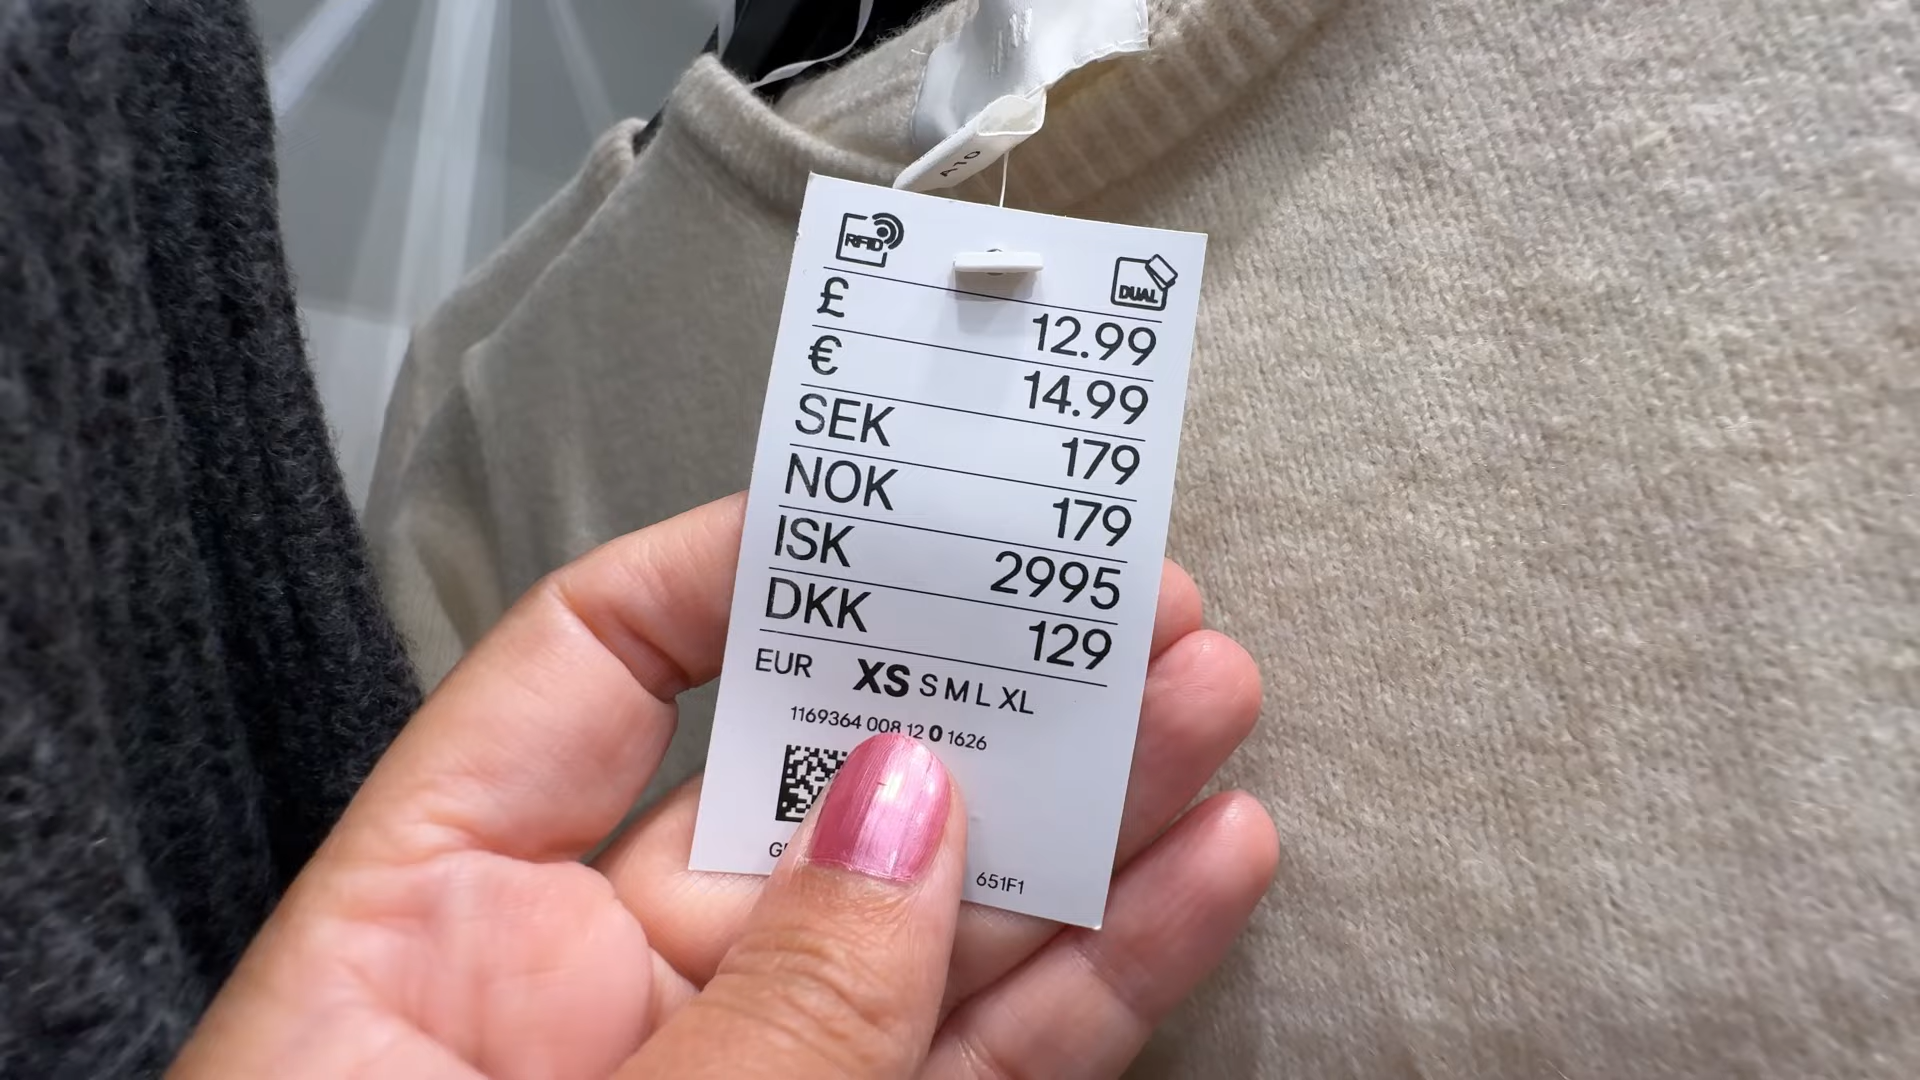 A10
RFID
DUAL
£ 12.99
€ 14.99
SEK 179
NOK 179
ISK 2995
DKK 129
EUR XS S M L XL
1169364 008 12 0 1626
651F1